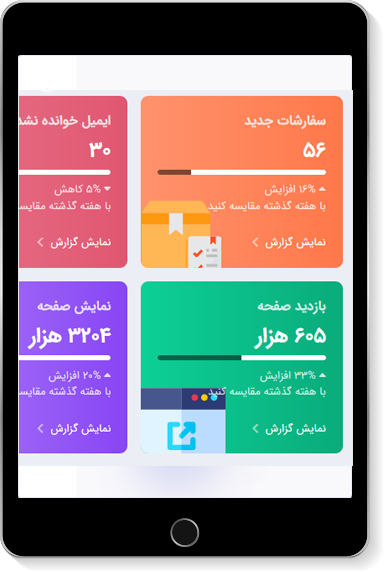 سفارشات جدید
۵۶
۱۶% افزایش
با هفته گذشته مقایسه کنید
نمایش گزارش
ایمیل خوانده نشد
۳۰
۵% کاهش
با هفته گذشته مقایسه
نمایش گزارش
بازدید صفحه
۶۰۵ هزار
۳۳% افزایش
با هفته گذشته مقایسه کنید
نمایش گزارش
نمایش صفحه
۳۲۰۴ هزار
۲۰% افزایش
با هفته گذشته مقایسه
نمایش گزارش